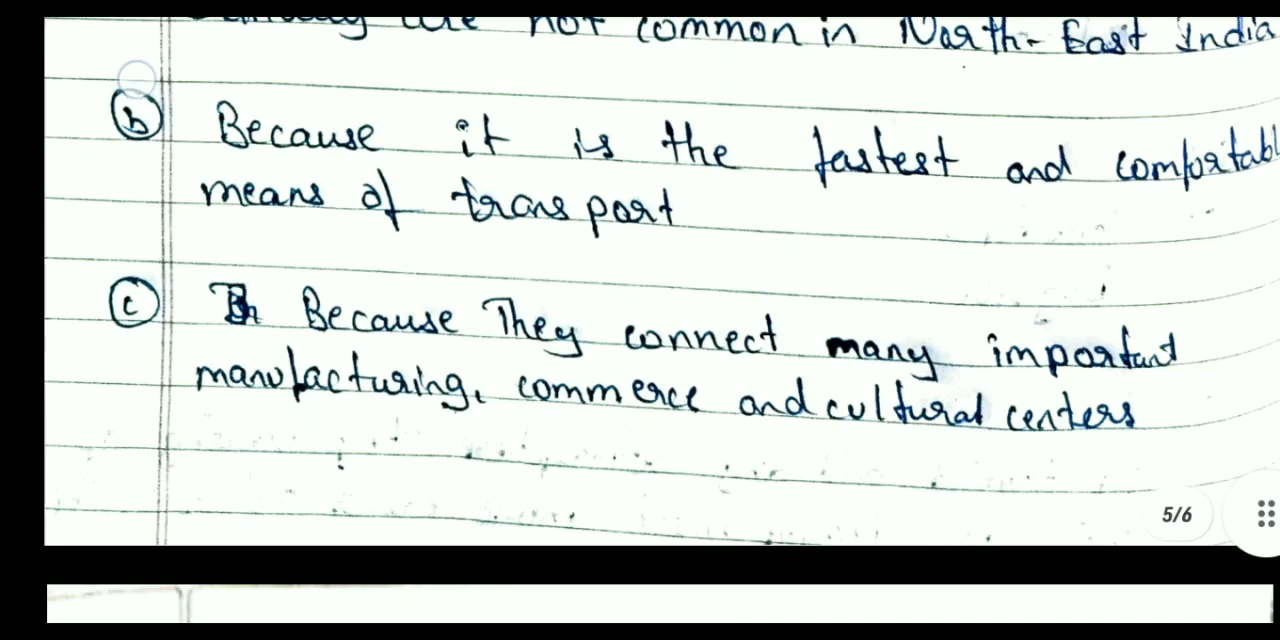 not common in North-East India
b Because it is the fastest and comfortabl
means of transport
c Because They connect many important
manufacturing, commerce and cultural centers
5/6